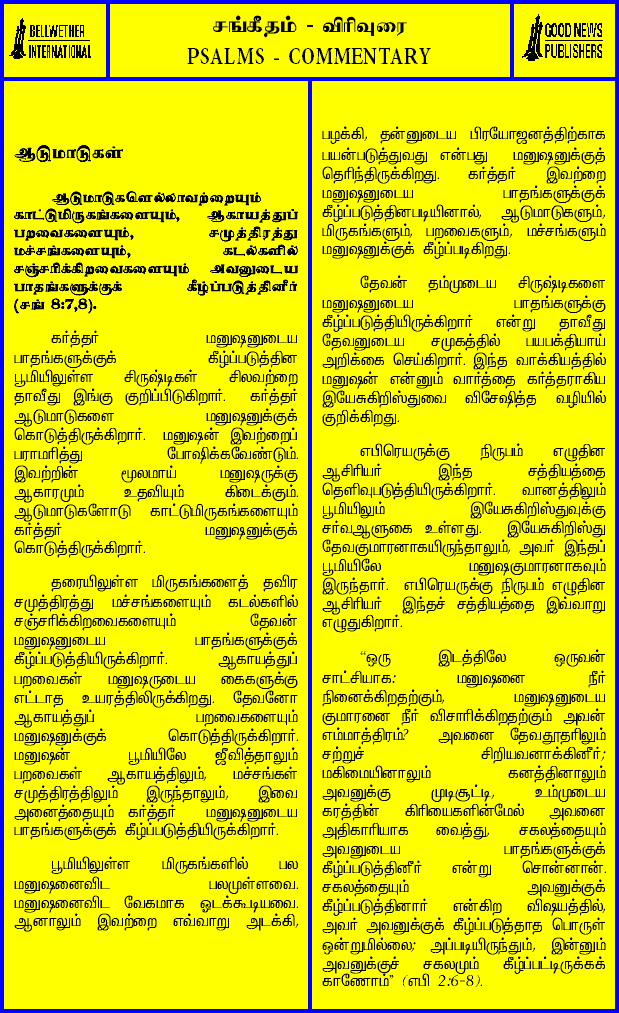 BELLWETHER
INTERNATIONAL
சங்கீதம் - விரிவுரை
PSALMS - COMMENTARY
GOOD NEWS
PUBLISHERS
ஆடுமாடுகள்
ஆடுமாடுகளெல்லாவற்றையும்
காட்டுமிருகங்களையும், ஆகாயத்துப்
பறவைகளையும், சமுத்திரத்து
மச்சங்களையும், கடல்களில்
சஞ்சரிக்கிறவைகளையும் அவனுடைய
பாதங்களுக்குக் கீழ்ப்படுத்தினீர்
(சங் 8:7,8).
கர்த்தர் மனுஷனுடைய
பாதங்களுக்குக் கீழ்ப்படுத்தின
பூமியிலுள்ள சிருஷ்டிகள் சிலவற்றை
தாவீது இங்கு குறிப்பிடுகிறார். கர்த்தர்
ஆடுமாடுகளை மனுஷனுக்குக்
கொடுத்திருக்கிறார். மனுஷன் இவற்றைப்
பராமரித்து போஷிக்கவேண்டும்.
இவற்றின் மூலமாய் மனுஷருக்கு
ஆகாரமும் உதவியும் கிடைக்கும்.
ஆடுமாடுகளோடு காட்டுமிருகங்களையும்
கர்த்தர் மனுஷனுக்குக்
கொடுத்திருக்கிறார்.
தரையிலுள்ள மிருகங்களைத் தவிர
சமுத்திரத்து மச்சங்களையும் கடல்களில்
சஞ்சரிக்கிறவைகளையும் தேவன்
மனுஷனுடைய பாதங்களுக்குக்
கீழ்ப்படுத்தியிருக்கிறார். ஆகாயத்துப்
பறவைகள் மனுஷருடைய கைகளுக்கு
எட்டாத உயரத்திலிருக்கிறது. தேவனோ
ஆகாயத்துப் பறவைகளையும்
மனுஷனுக்குக் கொடுத்திருக்கிறார்.
மனுஷன் பூமியிலே ஜீவித்தாலும்
பறவைகள் ஆகாயத்திலும், மச்சங்கள்
சமுத்திரத்திலும் இருந்தாலும், இவை
அனைத்தையும் கர்த்தர் மனுஷனுடைய
பாதங்களுக்குக் கீழ்ப்படுத்தியிருக்கிறார்.
பூமியிலுள்ள மிருகங்களில் பல
மனுஷனைவிட பலமுள்ளவை.
மனுஷனைவிட வேகமாக ஓடக்கூடியவை.
ஆனாலும் இவற்றை எவ்வாறு அடக்கி,
பழக்கி, தன்னுடைய பிரயோஜனத்திற்காக
பயன்படுத்துவது என்பது மனுஷனுக்குத்
தெரிந்திருக்கிறது. கர்த்தர் இவற்றை
மனுஷனுடைய பாதங்களுக்குக்
கீழ்ப்படுத்தினபடியினால், ஆடுமாடுகளும்,
மிருகங்களும், பறவைகளும், மச்சங்களும்
மனுஷனுக்குக் கீழ்ப்படிகிறது.
தேவன் தம்முடைய சிருஷ்டிகளை
மனுஷனுடைய பாதங்களுக்கு
கீழ்ப்படுத்தியிருக்கிறார் என்று தாவீது
தேவனுடைய சமுகத்தில் பயபக்தியாய்
அறிக்கை செய்கிறார். இந்த வாக்கியத்தில்
மனுஷன் என்னும் வார்த்தை கர்த்தராகிய
இயேசுகிறிஸ்துவை விசேஷித்த வழியில்
குறிக்கிறது.
எபிரெயருக்கு நிருபம் எழுதின
ஆசிரியர் இந்த சத்தியத்தை
தெளிவுபடுத்தியிருக்கிறார். வானத்திலும்
பூமியிலும் இயேசுகிறிஸ்துவுக்கு
சர்வஆளுகை உள்ளது. இயேசுகிறிஸ்து
தேவகுமாரனாகயிருந்தாலும், அவர் இந்தப்
பூமியிலே மனுஷகுமாரனாகவும்
இருந்தார். எபிரெயருக்கு நிருபம் எழுதின
ஆசிரியர் இந்தச் சத்தியத்தை இவ்வாறு
எழுதுகிறார்.
“ஒரு இடத்திலே ஒருவன்
சாட்சியாக: மனுஷனை நீர்
நினைக்கிறதற்கும், மனுஷனுடைய
குமாரனை நீர் விசாரிக்கிறதற்கும் அவன்
எம்மாத்திரம்? அவனை தேவதூதரிலும்
சற்றுச் சிறியவனாக்கினீர்;
மகிமையினாலும் கனத்தினாலும்
அவனுக்கு முடிசூட்டி, உம்முடைய
கரத்தின் கிரியைகளின்மேல் அவனை
அதிகாரியாக வைத்து, சகலத்தையும்
அவனுடைய பாதங்களுக்குக்
கீழ்ப்படுத்தினீர் என்று சொன்னான்.
சகலத்தையும் அவனுக்குக்
கீழ்ப்படுத்தினார் என்கிற விஷயத்தில்,
அவர் அவனுக்குக் கீழ்ப்படுத்தாத பொருள்
ஒன்றுமில்லை; அப்படியிருந்தும், இன்னும்
அவனுக்குச் சகலமும் கீழ்ப்பட்டிருக்கக்
காணோம்” (எபி 2:6-8).